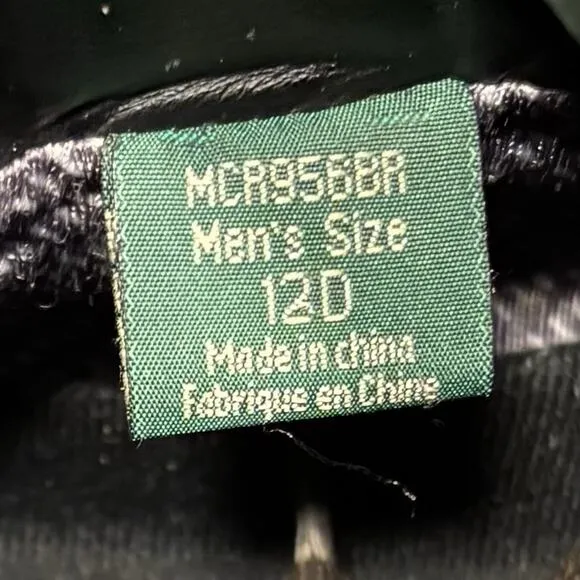 MCR956BR
Men's Size
12D
Made in china
Fabrique en Chine